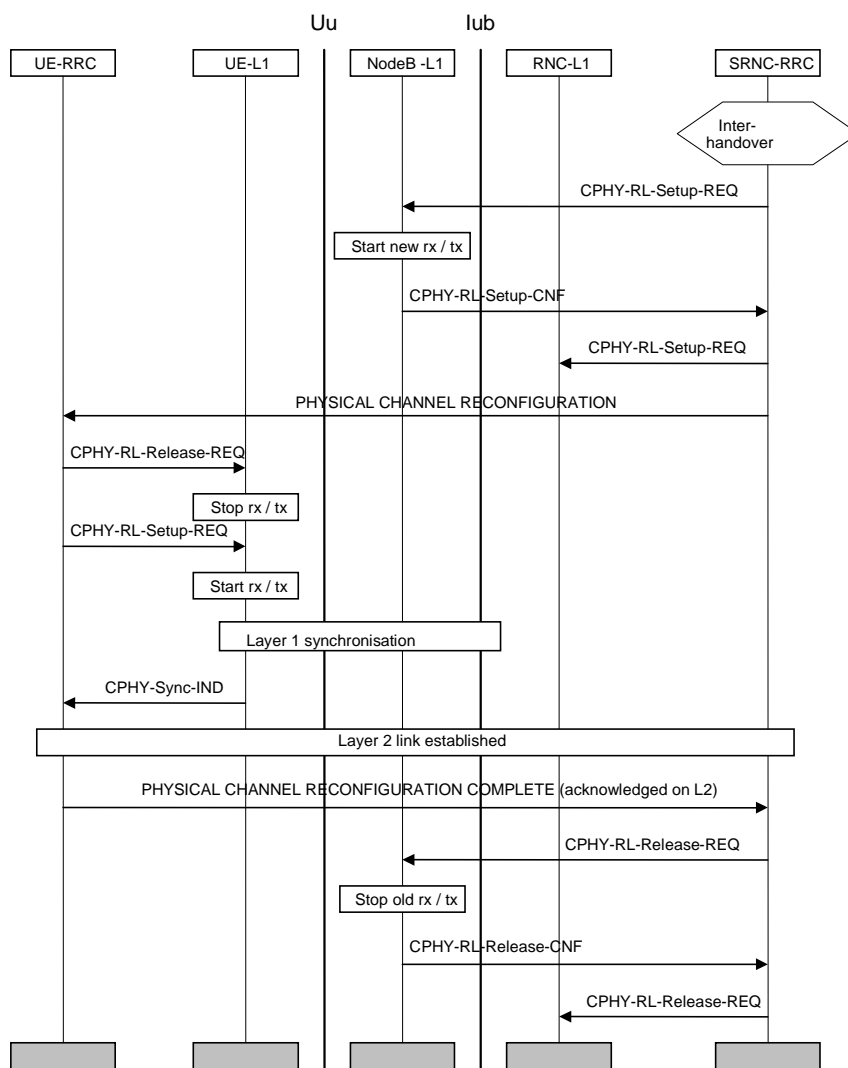 Uu
Iub
UE-RRC
UE-L1
NodeB -L1
RNC-L1
SRNC-RRC
Inter-
handover
CPHY-RL-Setup-REQ
Start new rx / tx
CPHY-RL-Setup-CNF
CPHY-RL-Setup-REQ
PHYSICAL CHANNEL RECONFIGURATION
CPHY-RL-Release-REQ
Stop rx / tx
CPHY-RL-Setup-REQ
Start rx / tx
Layer 1 synchronisation
CPHY-Sync-IND
Layer 2 link established
PHYSICAL CHANNEL RECONFIGURATION COMPLETE (acknowledged on L2)
CPHY-RL-Release-REQ
Stop old rx / tx
CPHY-RL-Release-CNF
CPHY-RL-Release-REQ